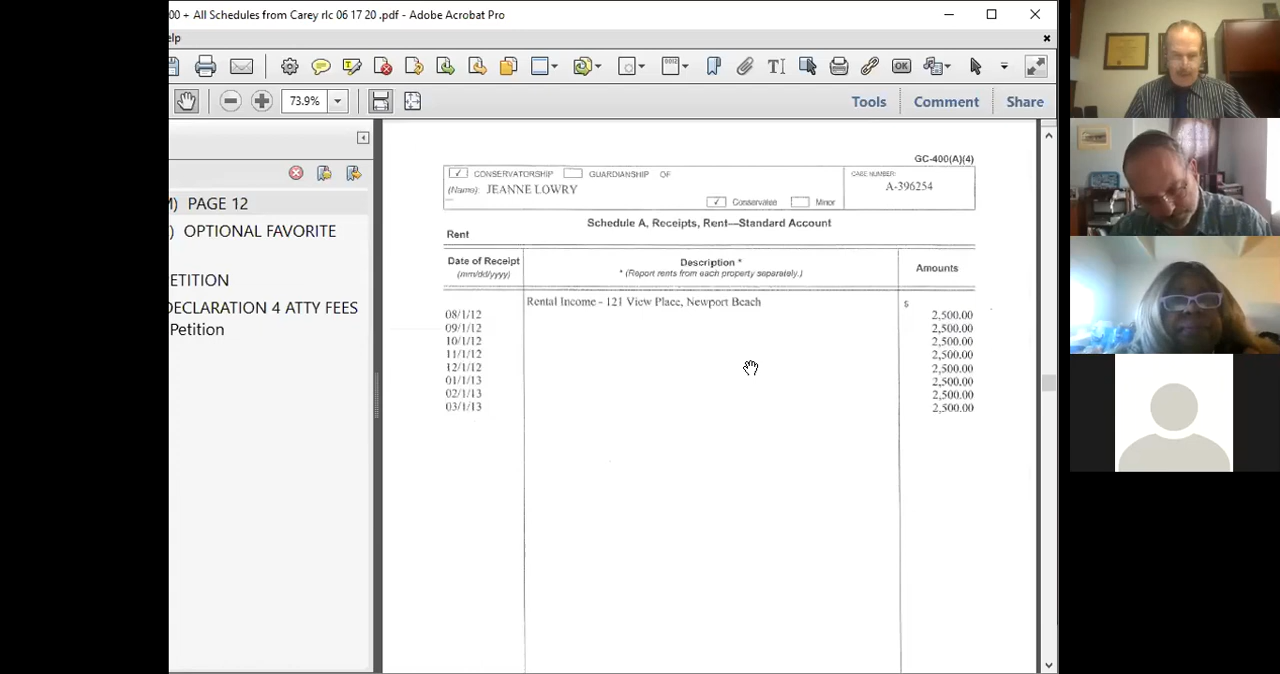 00 + All Schedules from Carey rlc 06 17 20 .pdf - Adobe Acrobat Pro
elp
73.9%
Tools
Comment
Share
M) PAGE 12
) OPTIONAL FAVORITE
ETITION
DECLARATION 4 ATTY FEES
Petition
GC-400(A)(4)
✓ CONSERVATORSHIP GUARDIANSHIP OF
(Name): JEANNE LOWRY
✓ Conservatee Minor
CASE NUMBER:
A-396254
Schedule A, Receipts, Rent—Standard Account
Rent
Date of Receipt
(mm/dd/yyyy)
Description *
* (Report rents from each property separately.)
Amounts
Rental Income - 121 View Place, Newport Beach $
08/1/12 2,500.00
09/1/12 2,500.00
10/1/12 2,500.00
11/1/12 2,500.00
12/1/12 2,500.00
01/1/13 2,500.00
02/1/13 2,500.00
03/1/13 2,500.00